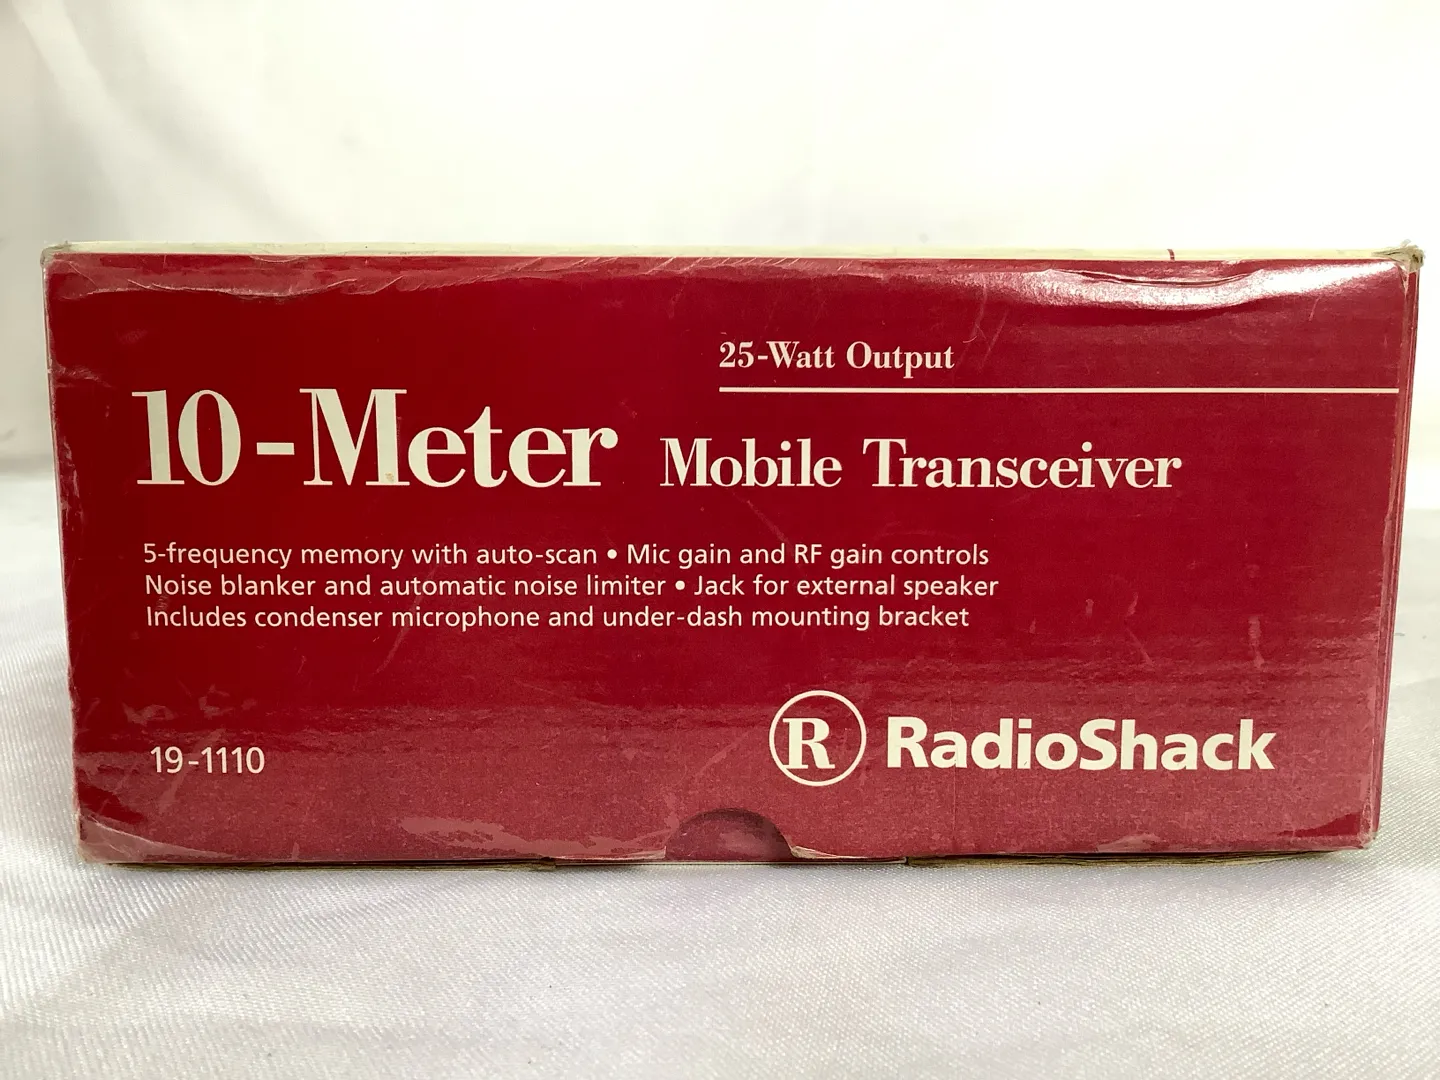 25-Watt Output
10-Meter Mobile Transceiver
5-frequency memory with auto-scan • Mic gain and RF gain controls
Noise blanker and automatic noise limiter • Jack for external speaker
Includes condenser microphone and under-dash mounting bracket
19-1110
R RadioShack